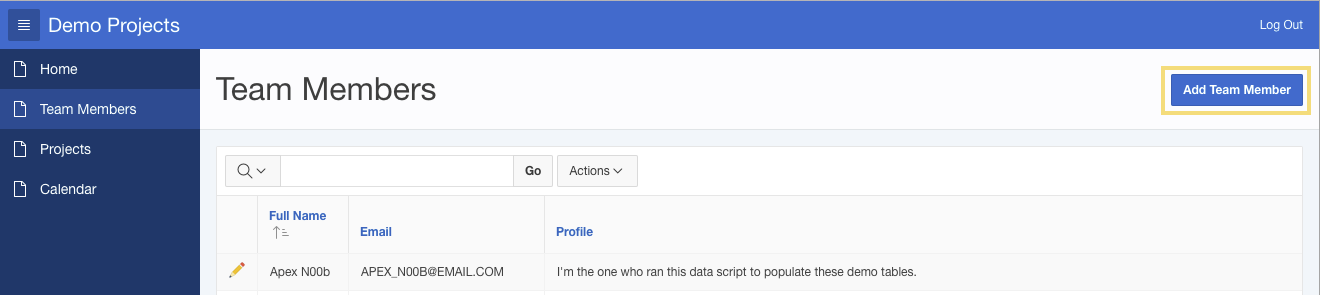 Demo Projects
Log Out
Home
Team Members
Projects
Calendar
Team Members
Add Team Member
Go
Actions
Full Name
Email
Profile
Apex N00b
APEX_N00B@EMAIL.COM
I'm the one who ran this data script to populate these demo tables.